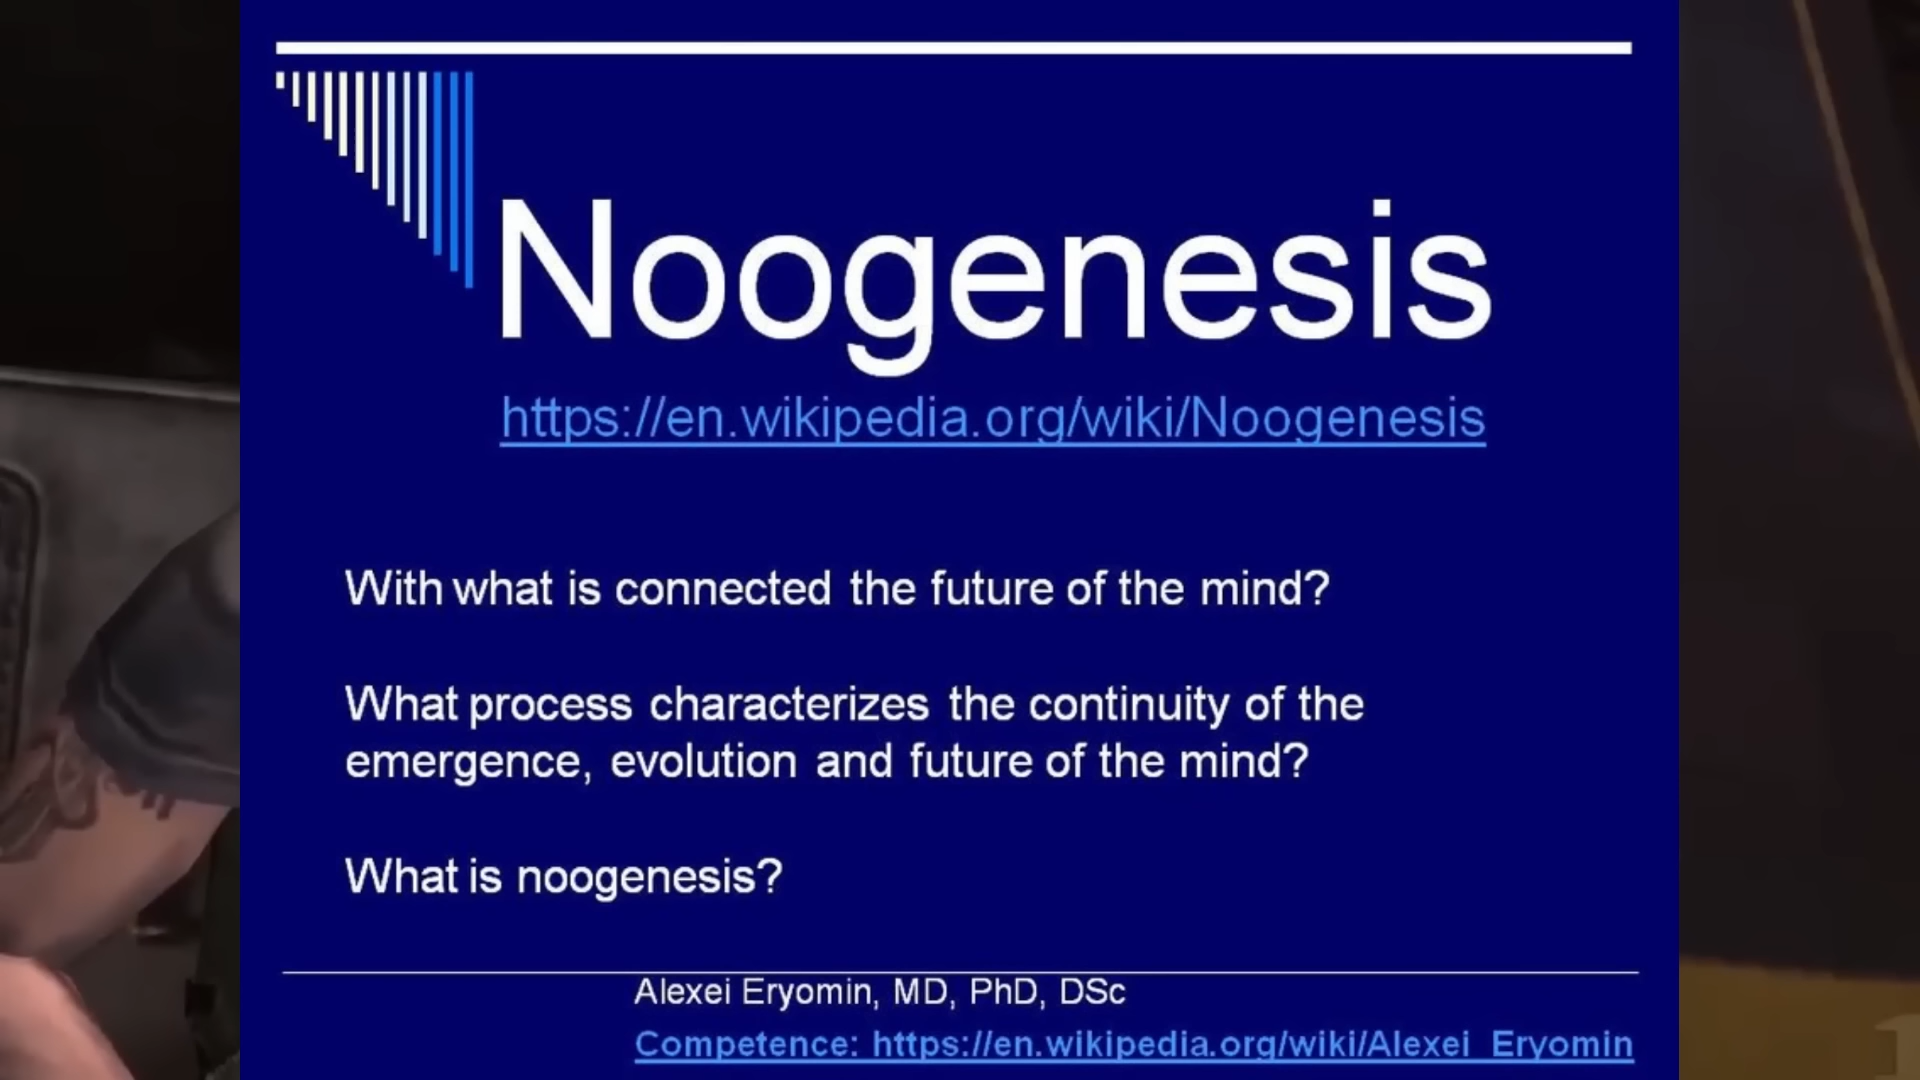 Noogenesis
https://en.wikipedia.org/wiki/Noogenesis
With what is connected the future of the mind?
What process characterizes the continuity of the
emergence, evolution and future of the mind?
What is noogenesis?
Alexei Eryomin, MD, PhD, DSc
Competence: https://en.wikipedia.org/wiki/Alexei_Eryomin